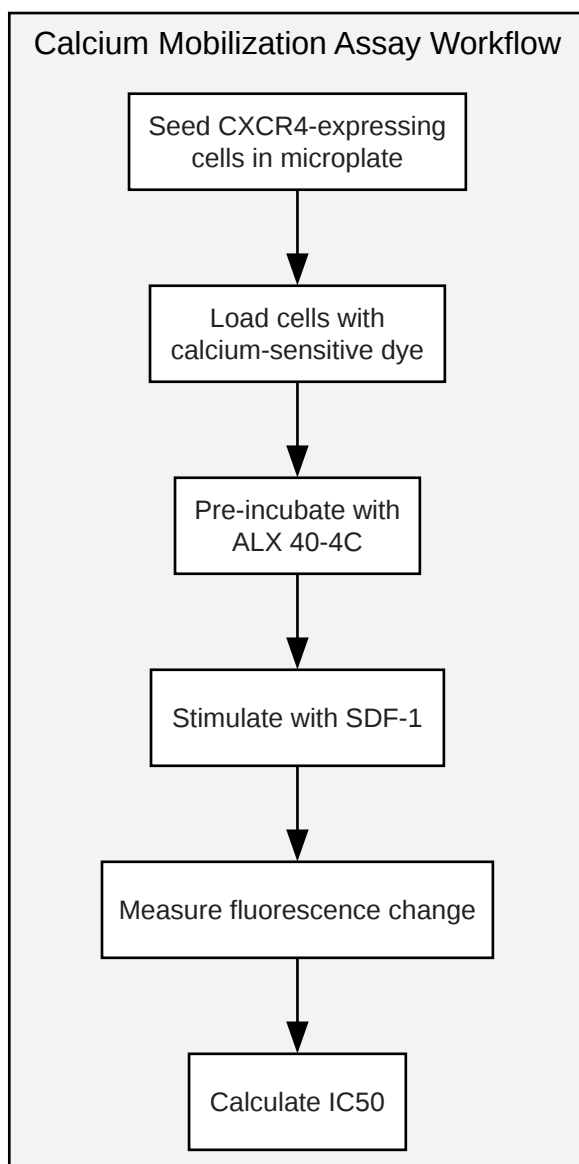 Calcium Mobilization Assay Workflow
Seed CXCR4-expressing
cells in microplate
Load cells with
calcium-sensitive dye
Pre-incubate with
ALX 40-4C
Stimulate with SDF-1
Measure fluorescence change
Calculate IC50